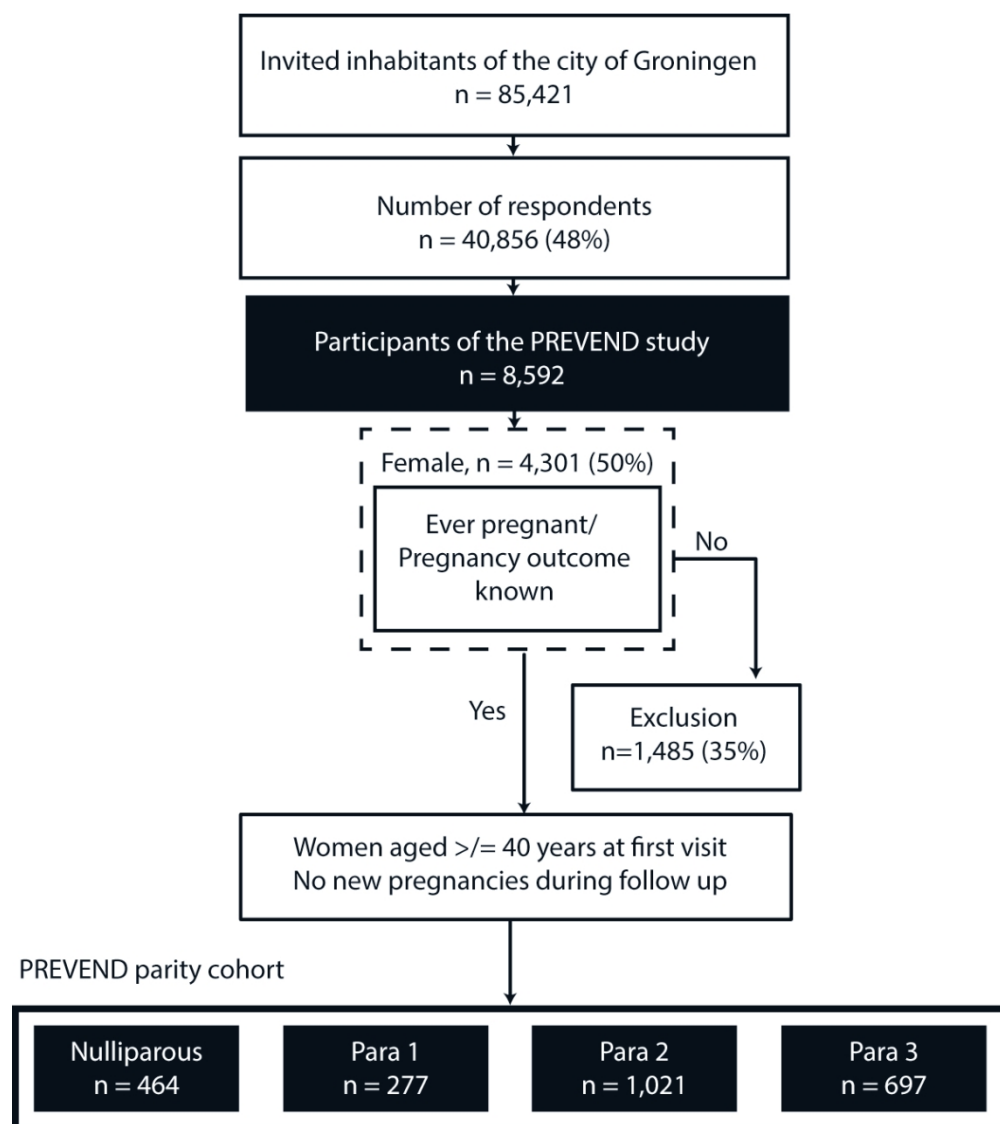 Invited inhabitants of the city of Groningen
n = 85,421
Number of respondents
n = 40,856 (48%)
Participants of the PREVEND study
n = 8,592
Female, n = 4,301 (50%)
Ever pregnant/
Pregnancy outcome
known
No
Yes
Exclusion
n=1,485 (35%)
Women aged >/= 40 years at first visit
No new pregnancies during follow up
PREVEND parity cohort
Nulliparous
n = 464
Para 1
n = 277
Para 2
n = 1,021
Para 3
n = 697